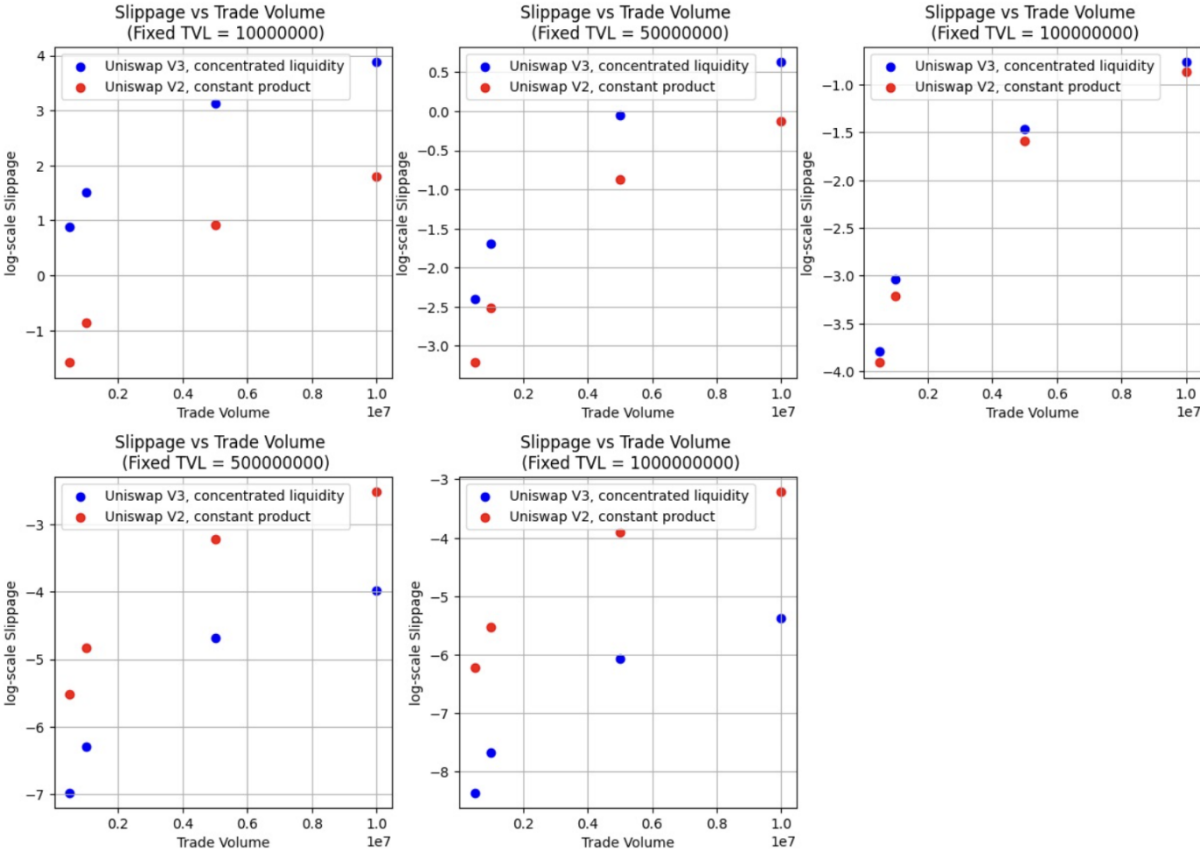 Slippage vs Trade Volume
(Fixed TVL = 10000000)
Uniswap V3, concentrated liquidity
Uniswap V2, constant product
4
3
2
1
0
−1
log-scale Slippage
0.2
0.4
0.6
0.8
1.0
1e7
Trade Volume
Slippage vs Trade Volume
(Fixed TVL = 50000000)
Uniswap V3, concentrated liquidity
Uniswap V2, constant product
0.5
0.0
−0.5
−1.0
−1.5
−2.0
−2.5
−3.0
log-scale Slippage
0.2
0.4
0.6
0.8
1.0
1e7
Trade Volume
Slippage vs Trade Volume
(Fixed TVL = 100000000)
Uniswap V3, concentrated liquidity
Uniswap V2, constant product
−1.0
−1.5
−2.0
−2.5
−3.0
−3.5
−4.0
log-scale Slippage
0.2
0.4
0.6
0.8
1.0
1e7
Trade Volume
Slippage vs Trade Volume
(Fixed TVL = 500000000)
Uniswap V3, concentrated liquidity
Uniswap V2, constant product
−3
−4
−5
−6
−7
log-scale Slippage
0.2
0.4
0.6
0.8
1.0
1e7
Trade Volume
Slippage vs Trade Volume
(Fixed TVL = 1000000000)
Uniswap V3, concentrated liquidity
Uniswap V2, constant product
−3
−4
−5
−6
−7
−8
log-scale Slippage
0.2
0.4
0.6
0.8
1.0
1e7
Trade Volume